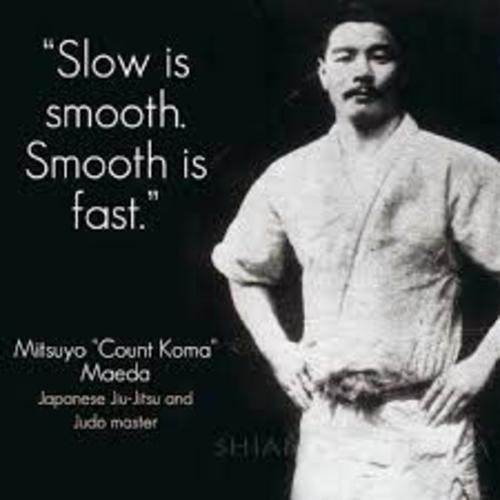 “Slow is
smooth.
Smooth is
fast.”
Mitsuyo "Count Koma"
Maeda
Japanese Jiu-Jitsu and
Judo master